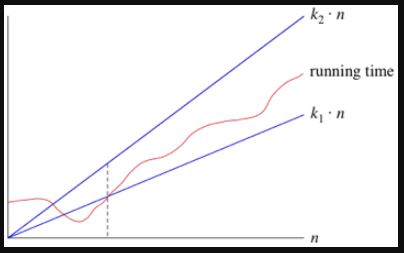 k₂ · n
running time
k₁ · n
n